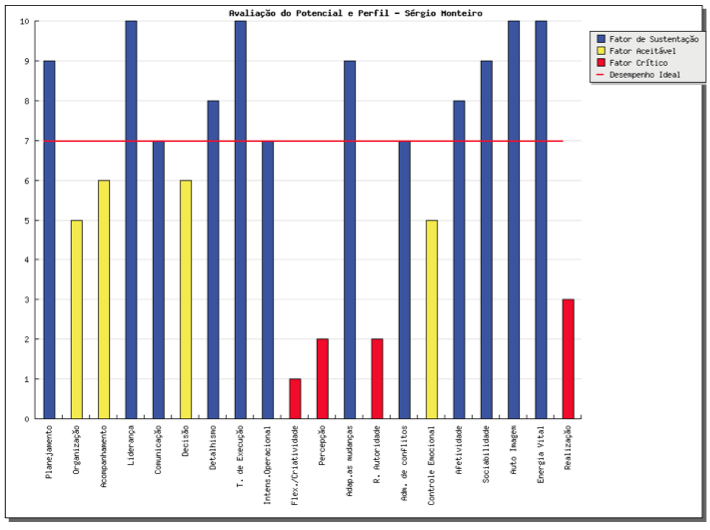 Avaliação do Potencial e Perfil - Sérgio Monteiro
10
9
8
7
6
5
4
3
2
1
0
Fator de Sustentação
Fator Aceitável
Fator Crítico
Desempenho Ideal
Planejamento
Organização
Acompanhamento
Liderança
Comunicação
Decisão
Detalhismo
T. de Execução
Intens.Operacional
Flex./Criatividade
Percepção
Adap.as mudanças
R. Autoridade
Adm. de conflitos
Controle Emocional
Afetividade
Sociabilidade
Auto Imagem
Energia Vital
Realização